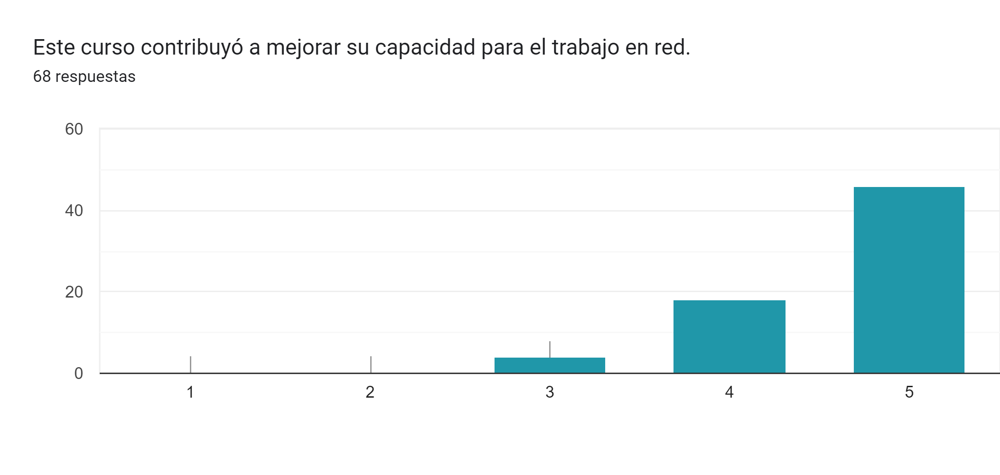 Este curso contribuyó a mejorar su capacidad para el trabajo en red.
68 respuestas
60
40
20
0
1 2 3 4 5